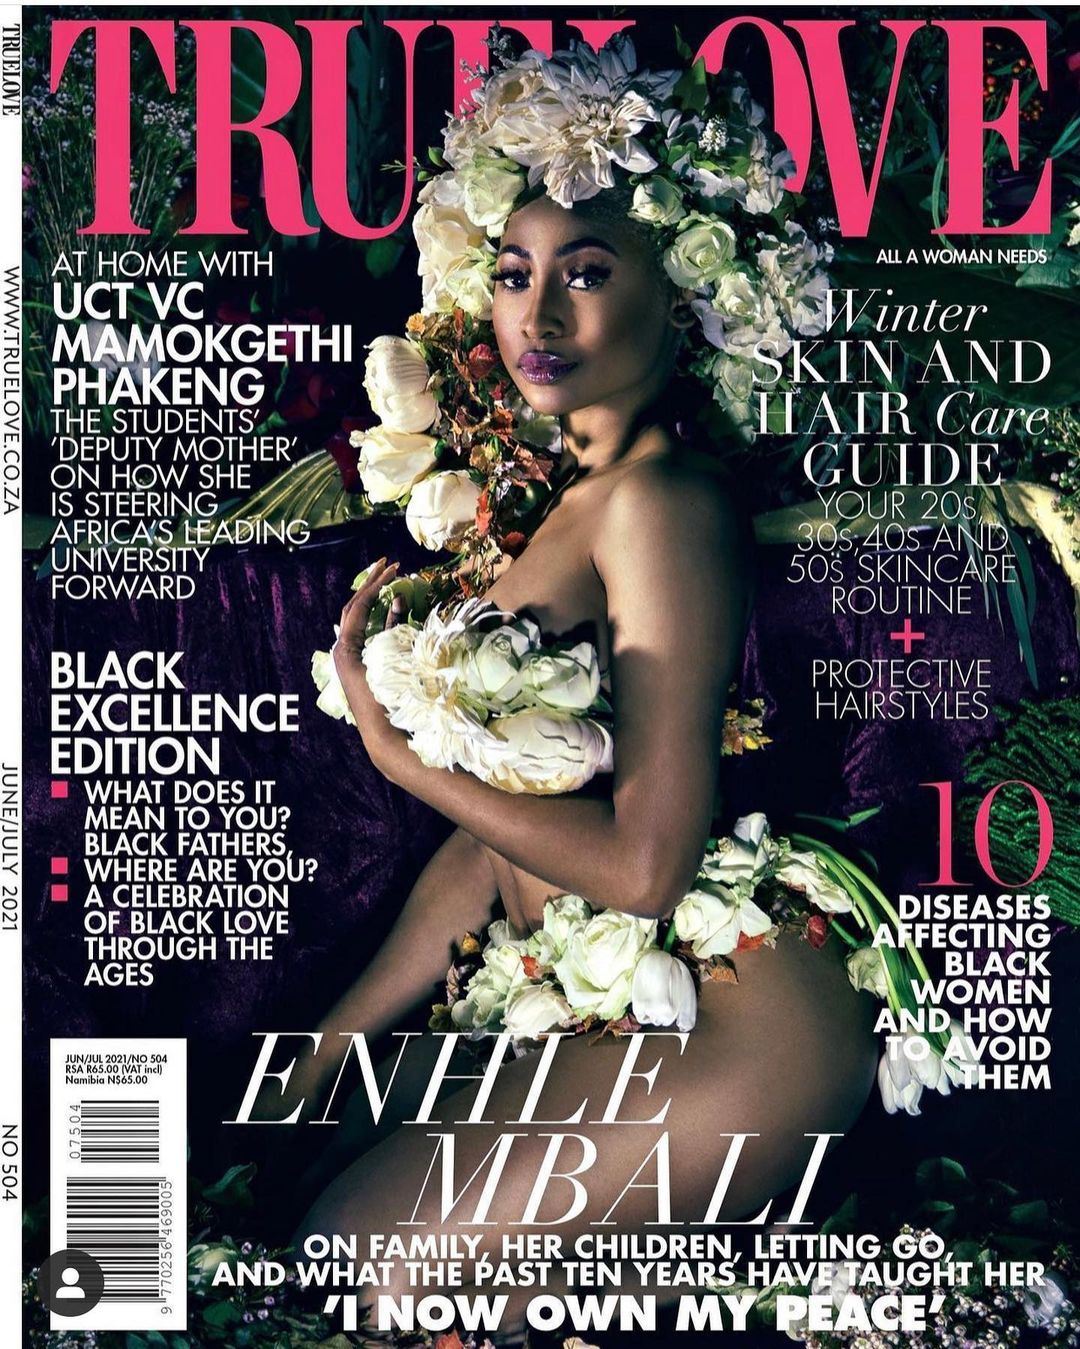 TRUELOVE
ALL A WOMAN NEEDS
TRUELOVE
WWW.TRUELOVE.CO.ZA
JUNE/JULY 2021
NO 504
AT HOME WITH
UCT VC
MAMOKGETHI
PHAKENG
THE STUDENTS'
'DEPUTY MOTHER'
ON HOW SHE
IS STEERING
AFRICA'S LEADING
UNIVERSITY
FORWARD
BLACK
EXCELLENCE
EDITION
WHAT DOES IT
MEAN TO YOU?
BLACK FATHERS,
WHERE ARE YOU?
A CELEBRATION
OF BLACK LOVE
THROUGH THE
AGES
Winter
SKIN AND
HAIR Care
GUIDE
YOUR 20s,
30s,40s AND
50s SKINCARE
ROUTINE
+
PROTECTIVE
HAIRSTYLES
10
DISEASES
AFFECTING
BLACK
WOMEN
AND HOW
TO AVOID
THEM
ENHLE
MBALI
ON FAMILY, HER CHILDREN, LETTING GO,
AND WHAT THE PAST TEN YEARS HAVE TAUGHT HER
'I NOW OWN MY PEACE'
JUN/JUL 2021/NO 504
RSA R65.00 (VAT incl)
Namibia N$65.00
07504
9 770256 469005